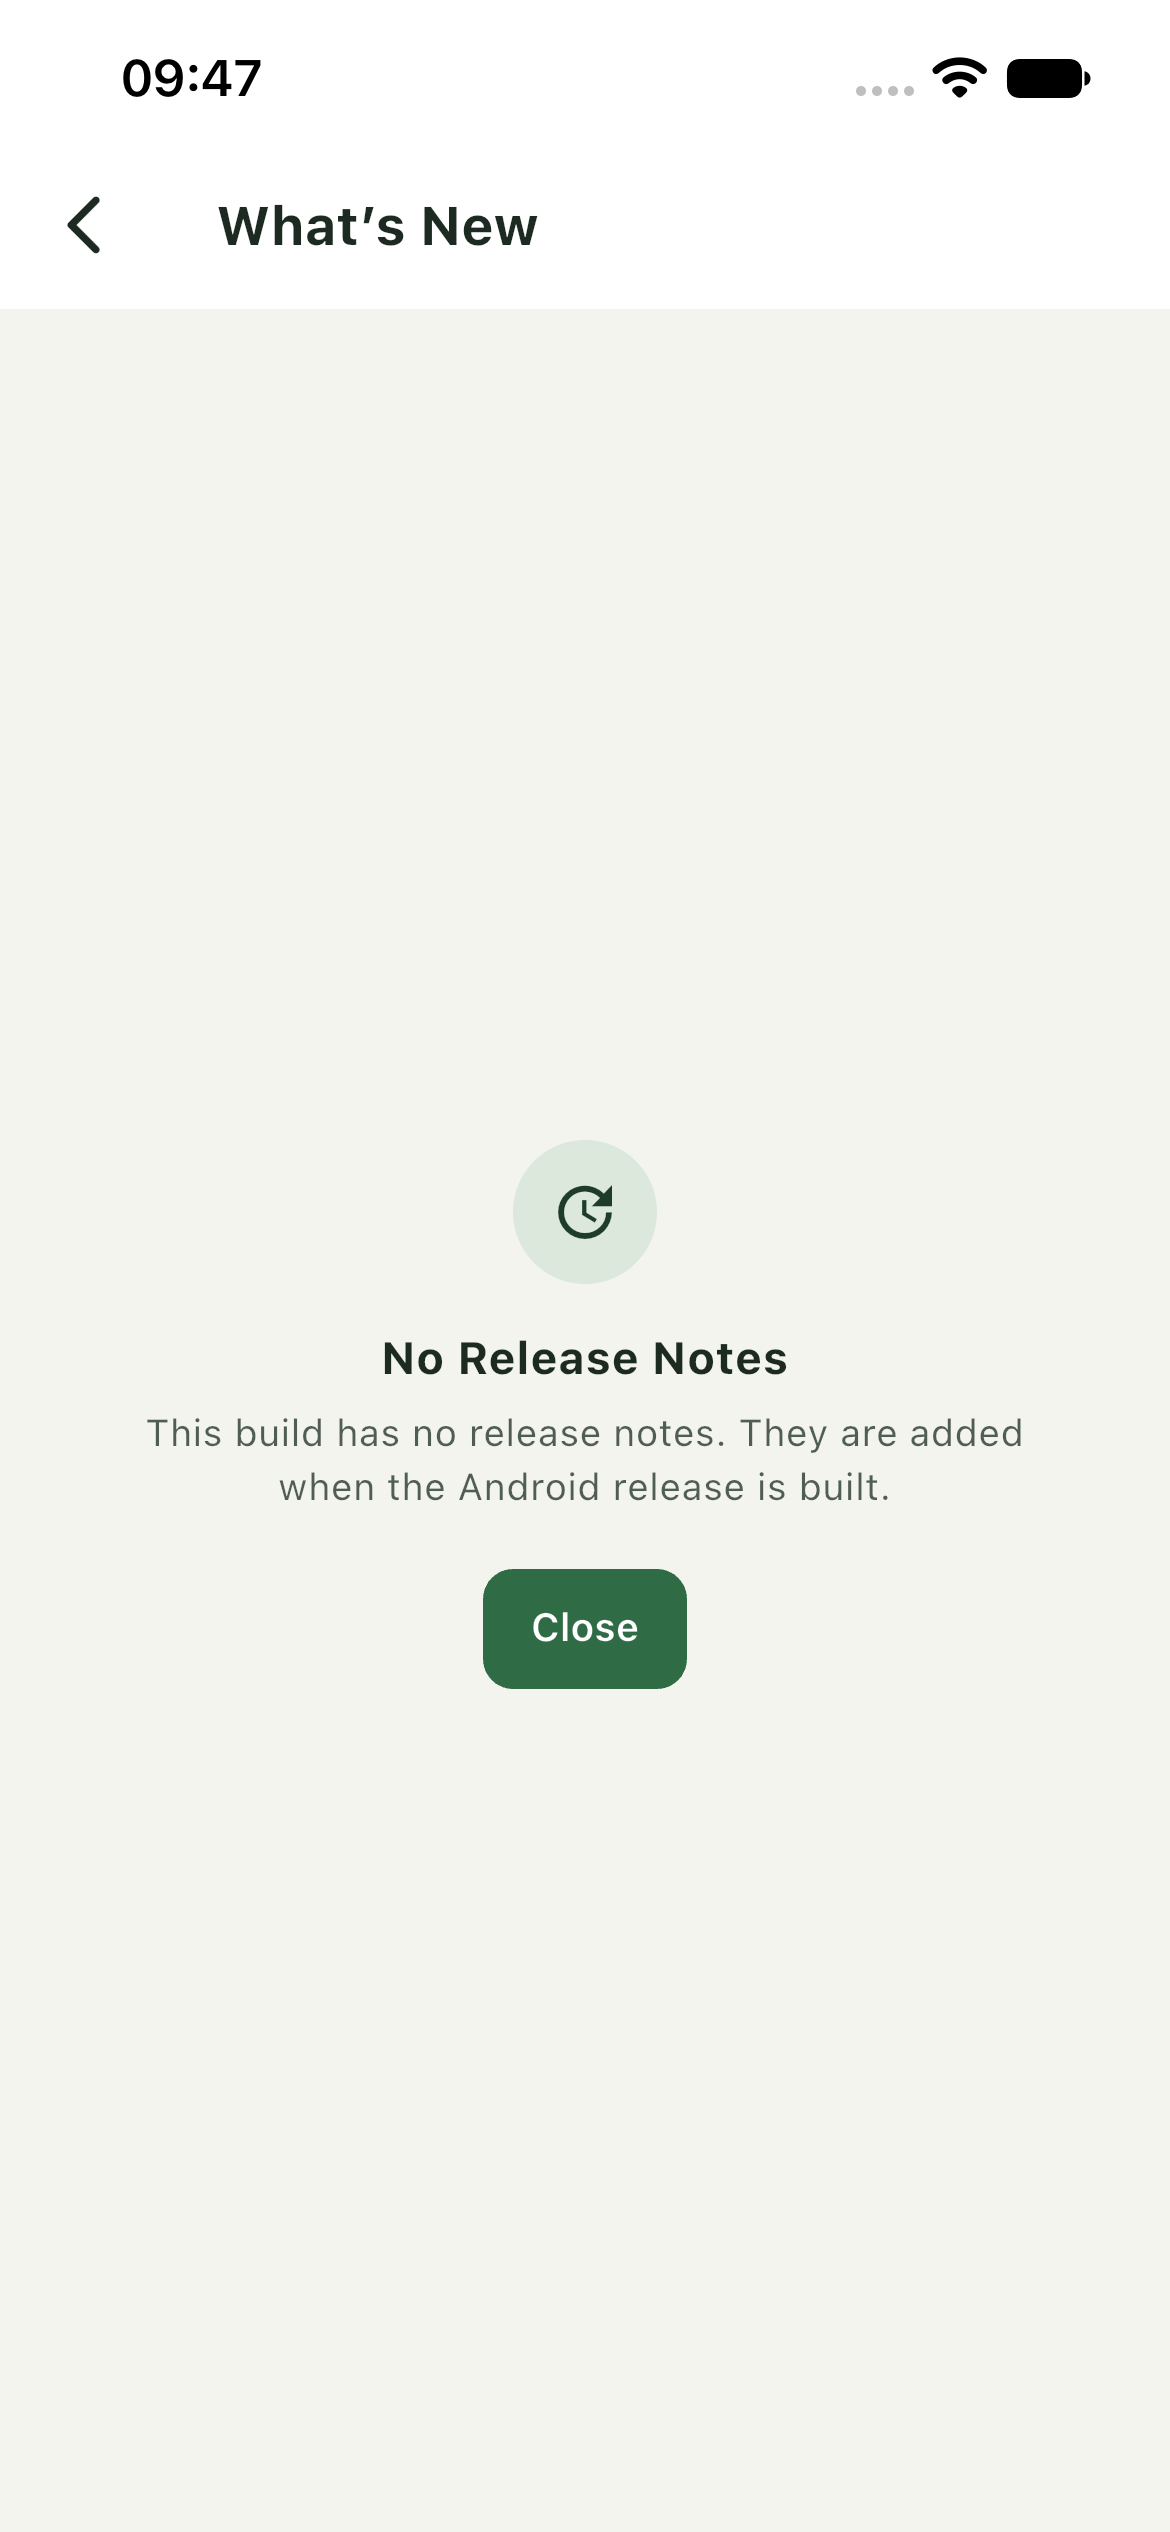 09:47
What’s New
No Release Notes
This build has no release notes. They are added
when the Android release is built.
Close